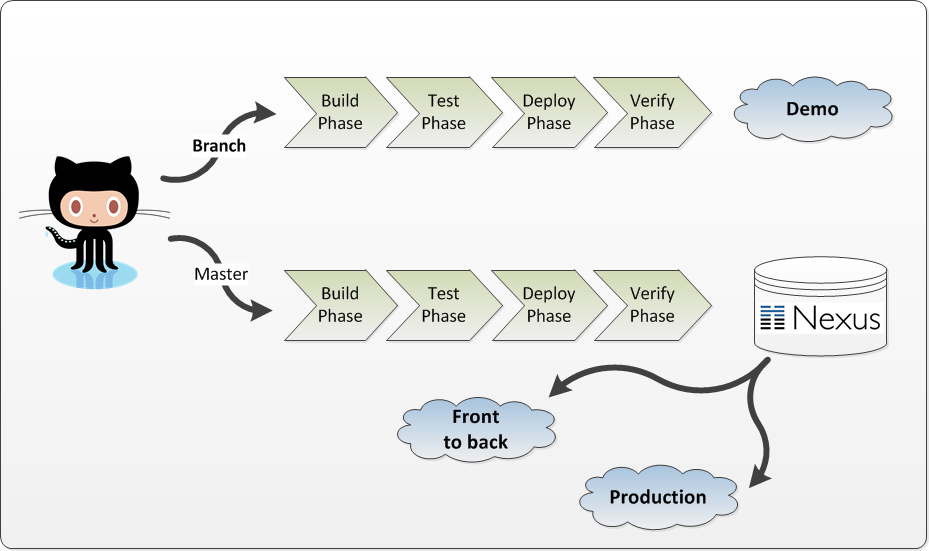 Build
Phase
Test
Phase
Deploy
Phase
Verify
Phase
Demo
Branch
Master
Build
Phase
Test
Phase
Deploy
Phase
Verify
Phase
Nexus
Front
to back
Production